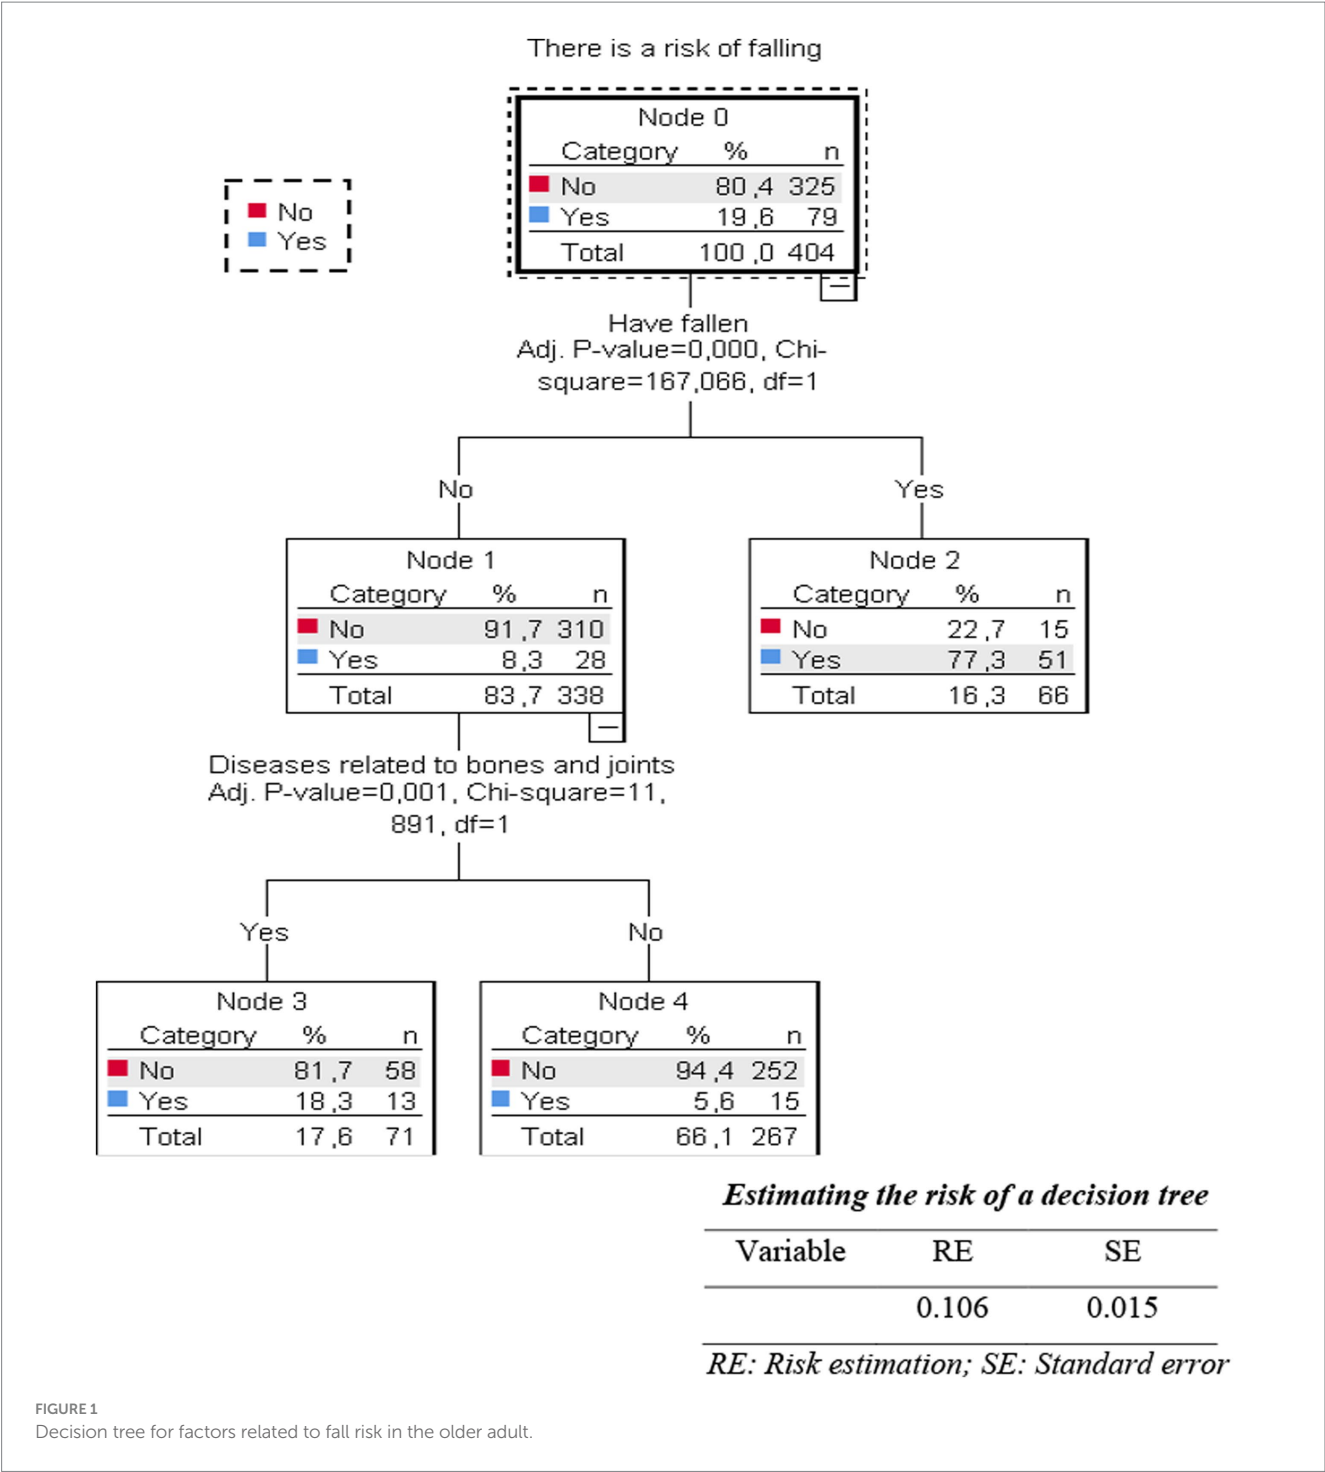 There is a risk of falling
No
Yes
Node 0
Category % n
No 80 ,4 325
Yes 19 ,6 79
Total 100 ,0 404
Have fallen
Adj. P-value=0,000, Chi-
square=167,066, df=1
No
Yes
Node 1
Category % n
No 91 ,7 310
Yes 8 ,3 28
Total 83 ,7 338
Node 2
Category % n
No 22 ,7 15
Yes 77 ,3 51
Total 16 ,3 66
Diseases related to bones and joints
Adj. P-value=0,001, Chi-square=11,
891, df=1
Yes
No
Node 3
Category % n
No 81 ,7 58
Yes 18 ,3 13
Total 17 ,6 71
Node 4
Category % n
No 94 ,4 252
Yes 5 ,6 15
Total 66 ,1 267
Estimating the risk of a decision tree
Variable RE SE
0.106 0.015
RE: Risk estimation; SE: Standard error
FIGURE 1
Decision tree for factors related to fall risk in the older adult.